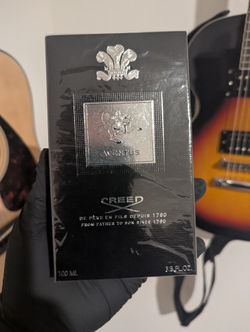 AVENTUS
CREED
DE PÈRE EN FILS DEPUIS 1760
FROM FATHER TO SON SINCE 1760
100 ML
3.3 FL.OZ.